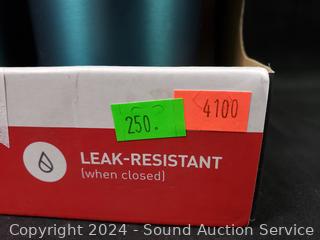 250.
4100
LEAK-RESISTANT
(when closed)
Copyright 2024 - Sound Auction Service